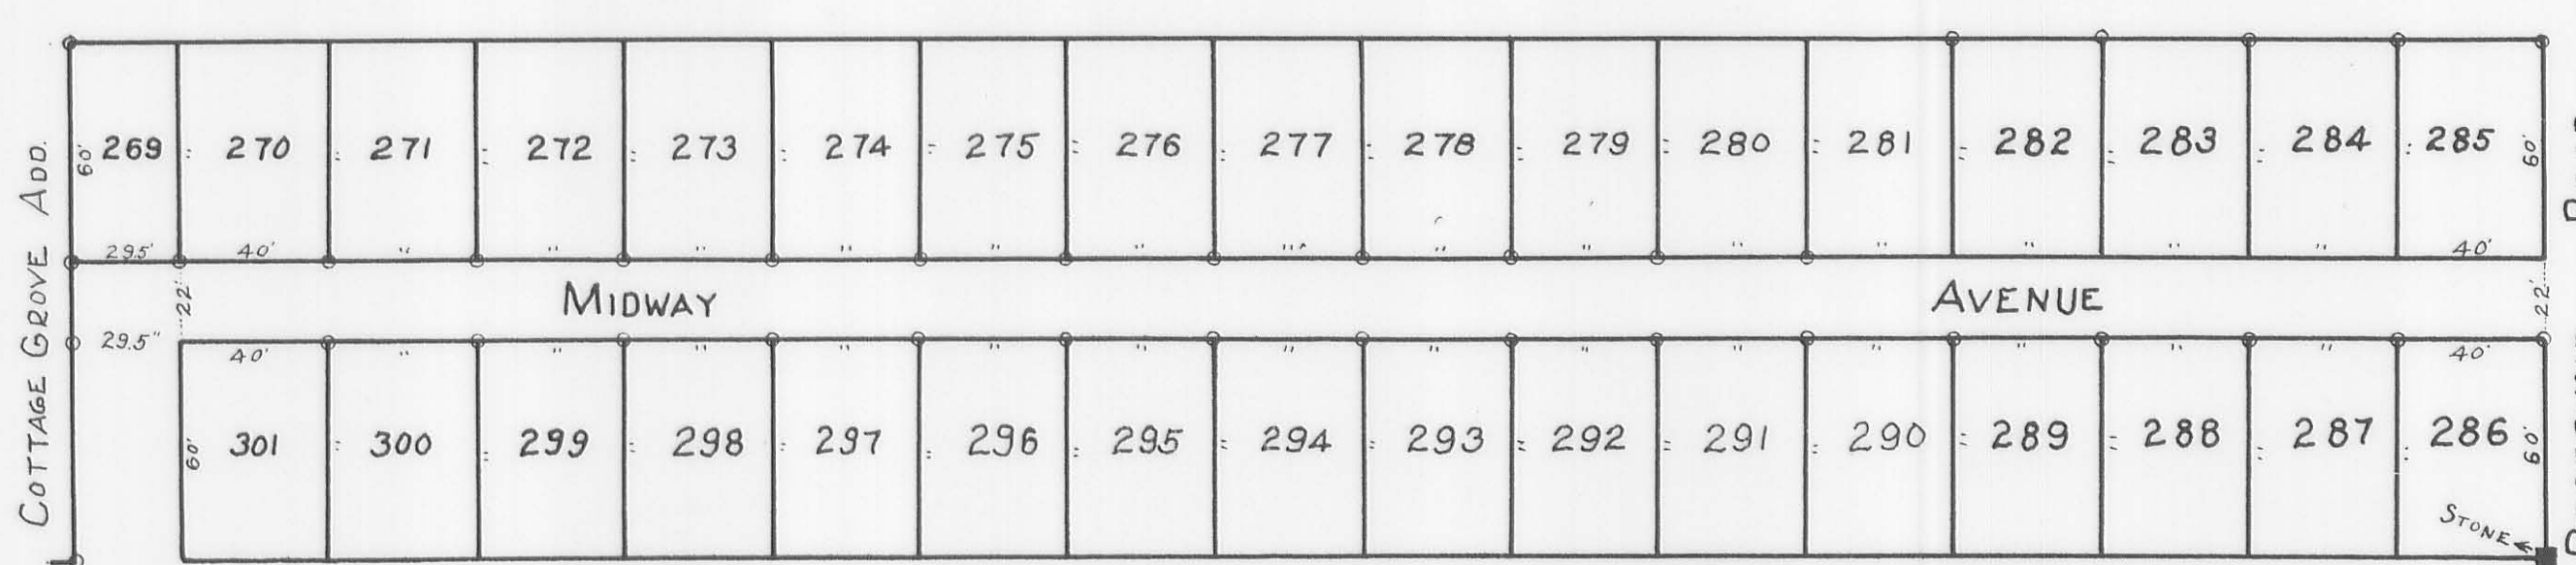 COTTAGE GROVE ADD.
60' 269 270 271 272 273 274 275 276 277 278 279 280 281 282 283 284 285 60'
29.5' 40' " " " " " " " " " " " " " " " 40'
22' MIDWAY AVENUE 22'
29.5" 40' " " " " " " " " " " " " " " 40'
60' 301 300 299 298 297 296 295 294 293 292 291 290 289 288 287 286 60'
STONE